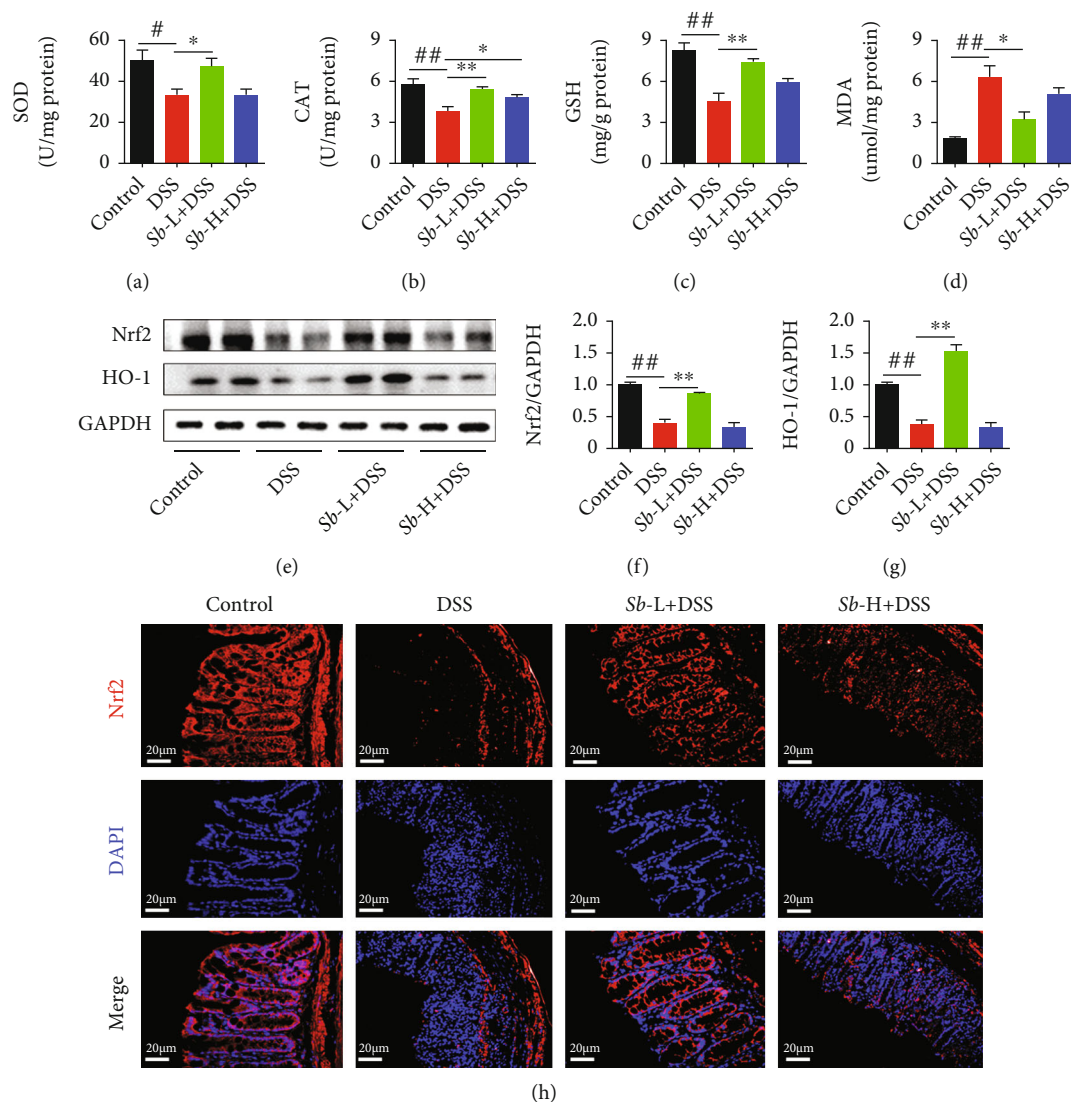 SOD
(U/mg protein)
60
40
20
0
#
*
Control
DSS
Sb-L+DSS
Sb-H+DSS
(a)
CAT
(U/mg protein)
9
6
3
0
##
**
*
Control
DSS
Sb-L+DSS
Sb-H+DSS
(b)
GSH
(mg/g protein)
9
6
3
0
##
**
Control
DSS
Sb-L+DSS
Sb-H+DSS
(c)
MDA
(umol/mg protein)
9
6
3
0
##
*
Control
DSS
Sb-L+DSS
Sb-H+DSS
(d)
Nrf2
HO-1
GAPDH
Control
DSS
Sb-L+DSS
Sb-H+DSS
(e)
Nrf2/GAPDH
2.0
1.5
1.0
0.5
0
##
**
Control
DSS
Sb-L+DSS
Sb-H+DSS
(f)
HO-1/GAPDH
2.0
1.5
1.0
0.5
0
##
**
Control
DSS
Sb-L+DSS
Sb-H+DSS
(g)
Control
DSS
Sb-L+DSS
Sb-H+DSS
Nrf2
20μm
20μm
20μm
20μm
DAPI
20μm
20μm
20μm
20μm
Merge
20μm
20μm
20μm
20μm
(h)